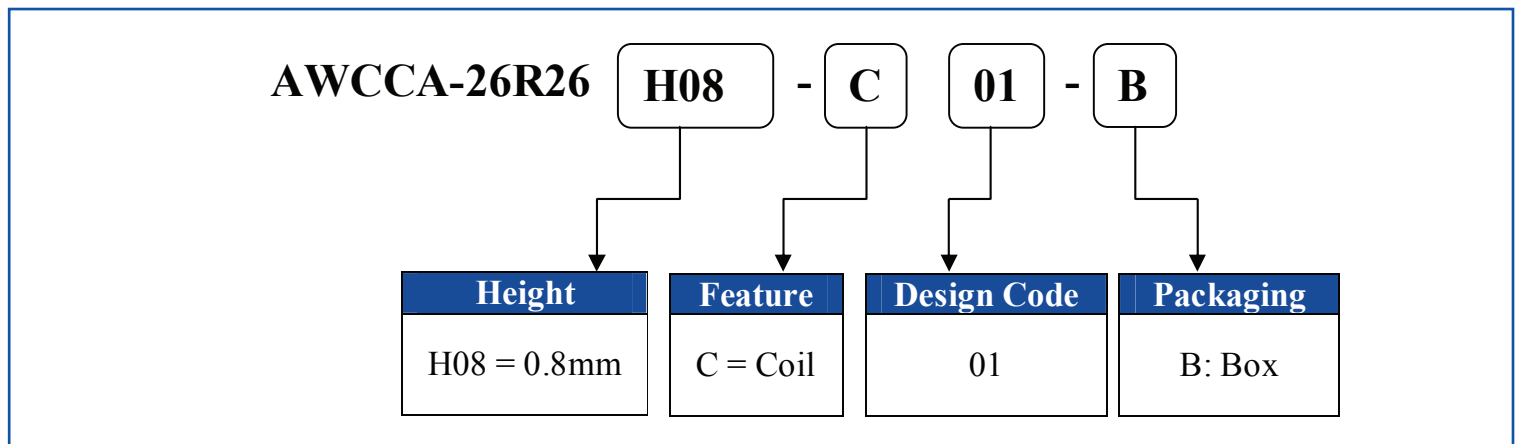 AWCCA-26R26 H08 - C 01 - B
Height Feature Design Code Packaging
H08 = 0.8mm C = Coil 01 B: Box